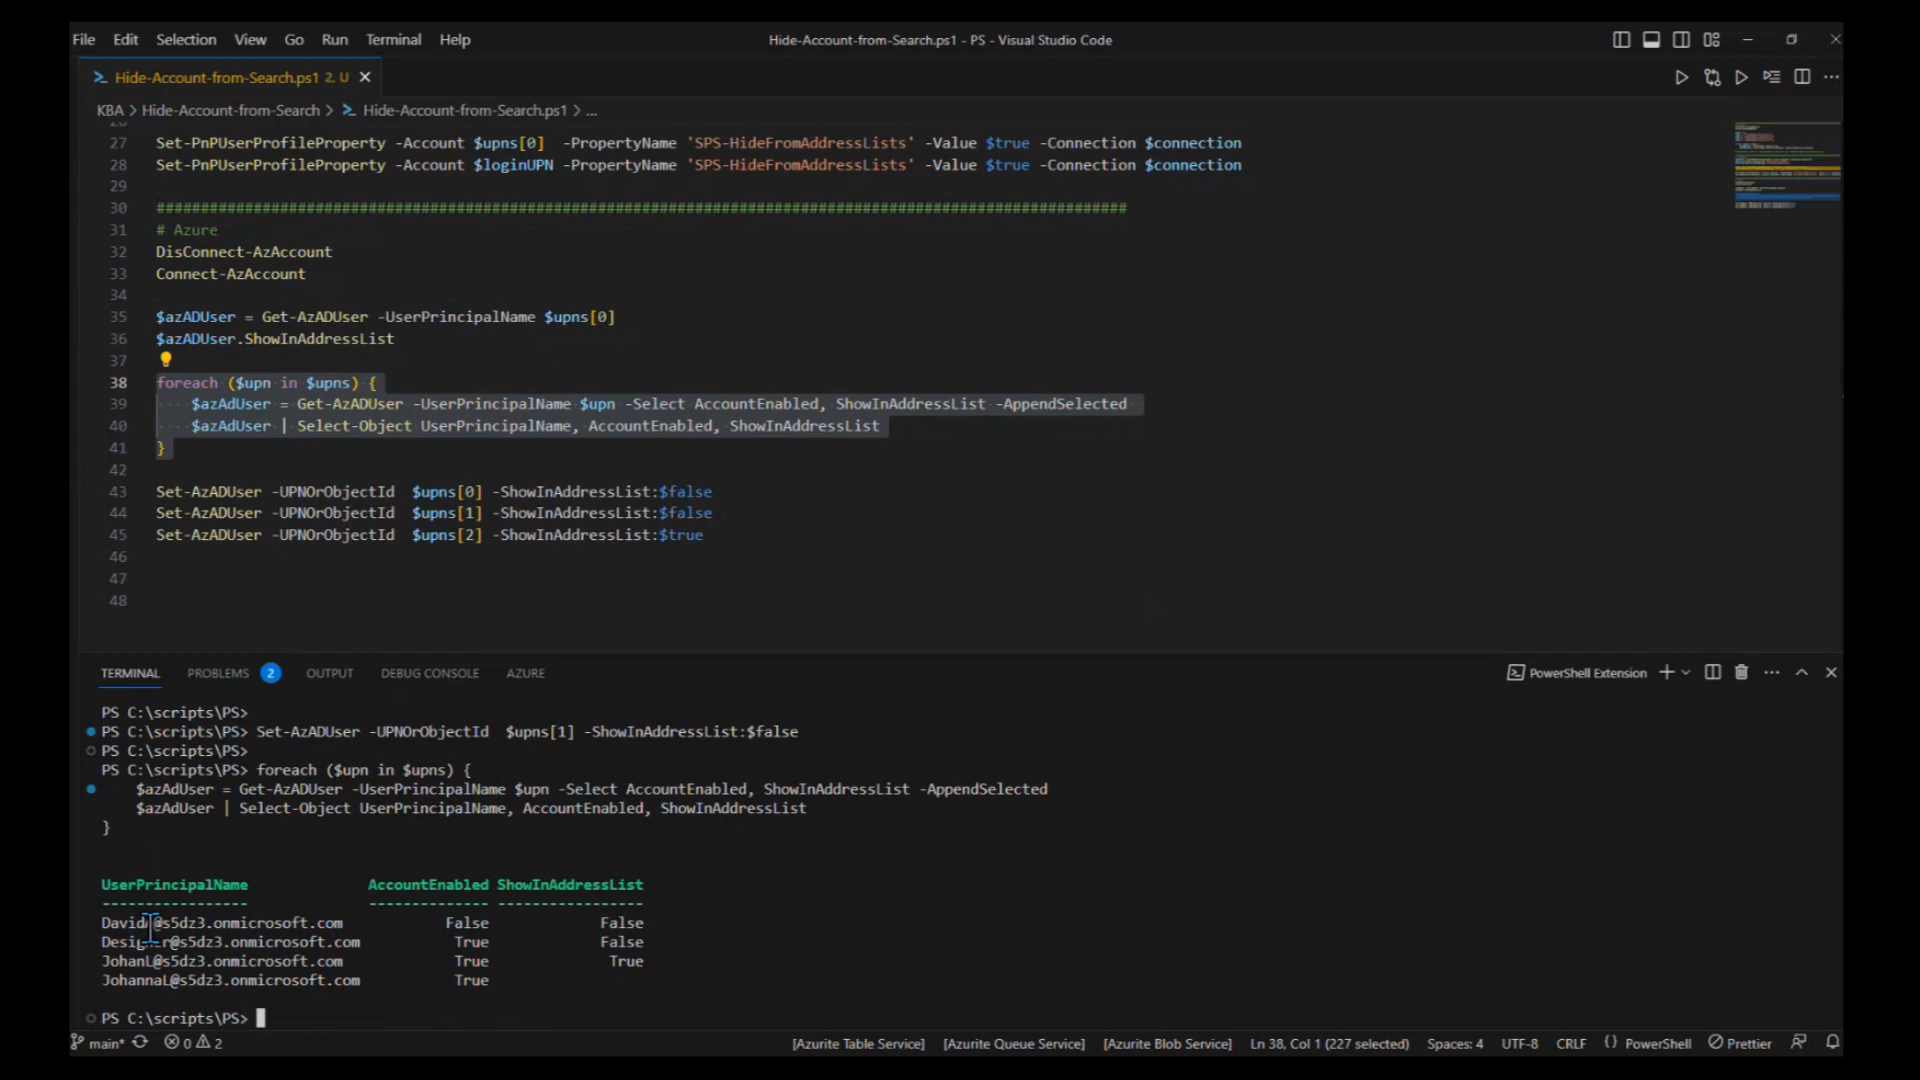 File Edit Selection View Go Run Terminal Help
Hide-Account-from-Search.ps1 - PS - Visual Studio Code
Hide-Account-from-Search.ps1 2, U
KBA > Hide-Account-from-Search > Hide-Account-from-Search.ps1 > ...
26
27 Set-PnPUserProfileProperty -Account $upns[0]  -PropertyName 'SPS-HideFromAddressLists' -Value $true -Connection $connection
28 Set-PnPUserProfileProperty -Account $loginUPN -PropertyName 'SPS-HideFromAddressLists' -Value $true -Connection $connection
29
30 ##############################################################################################################
31 # Azure
32 DisConnect-AzAccount
33 Connect-AzAccount
34
35 $azADUser = Get-AzADUser -UserPrincipalName $upns[0]
36 $azADUser.ShowInAddressList
37
38 foreach ($upn in $upns) {
39     $azAdUser = Get-AzADUser -UserPrincipalName $upn -Select AccountEnabled, ShowInAddressList -AppendSelected
40     $azAdUser | Select-Object UserPrincipalName, AccountEnabled, ShowInAddressList
41 }
42
43 Set-AzADUser -UPNOrObjectId  $upns[0] -ShowInAddressList:$false
44 Set-AzADUser -UPNOrObjectId  $upns[1] -ShowInAddressList:$false
45 Set-AzADUser -UPNOrObjectId  $upns[2] -ShowInAddressList:$true
46
47
48
TERMINAL PROBLEMS 2 OUTPUT DEBUG CONSOLE AZURE
PowerShell Extension
PS C:\scripts\PS>
PS C:\scripts\PS> Set-AzADUser -UPNOrObjectId  $upns[1] -ShowInAddressList:$false
PS C:\scripts\PS>
PS C:\scripts\PS> foreach ($upn in $upns) {
    $azAdUser = Get-AzADUser -UserPrincipalName $upn -Select AccountEnabled, ShowInAddressList -AppendSelected
    $azAdUser | Select-Object UserPrincipalName, AccountEnabled, ShowInAddressList
}
UserPrincipalName AccountEnabled ShowInAddressList
----------------- -------------- -----------------
False False
True False
JohanL@s5dz3.onmicrosoft.com True True
JohannaL@s5dz3.onmicrosoft.com True
PS C:\scripts\PS>
main* 0 2
[Azurite Table Service] [Azurite Queue Service] [Azurite Blob Service] Ln 38, Col 1 (227 selected) Spaces: 4 UTF-8 CRLF {} PowerShell Prettier